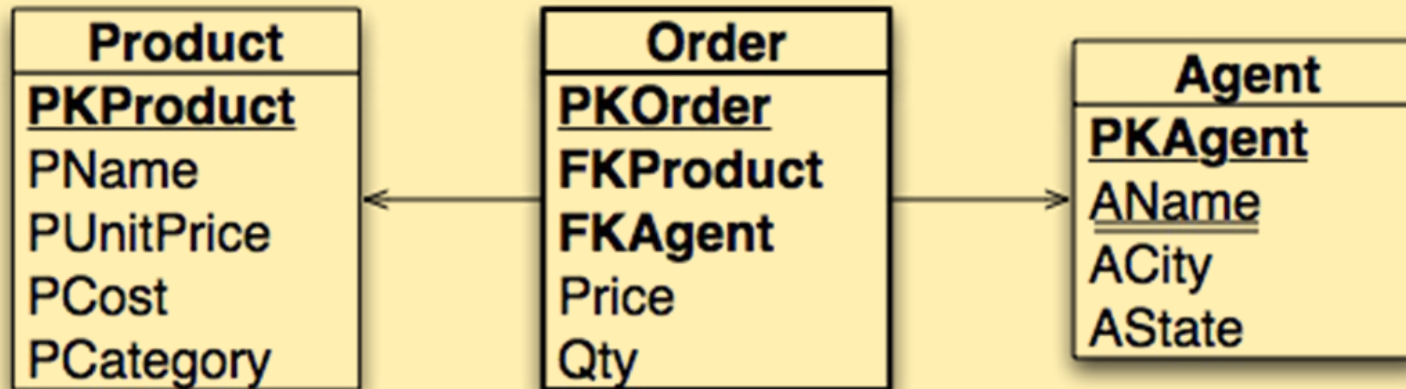 Product
PKProduct
PName
PUnitPrice
PCost
PCategory
Order
PKOrder
FKProduct
FKAgent
Price
Qty
Agent
PKAgent
AName
ACity
AState